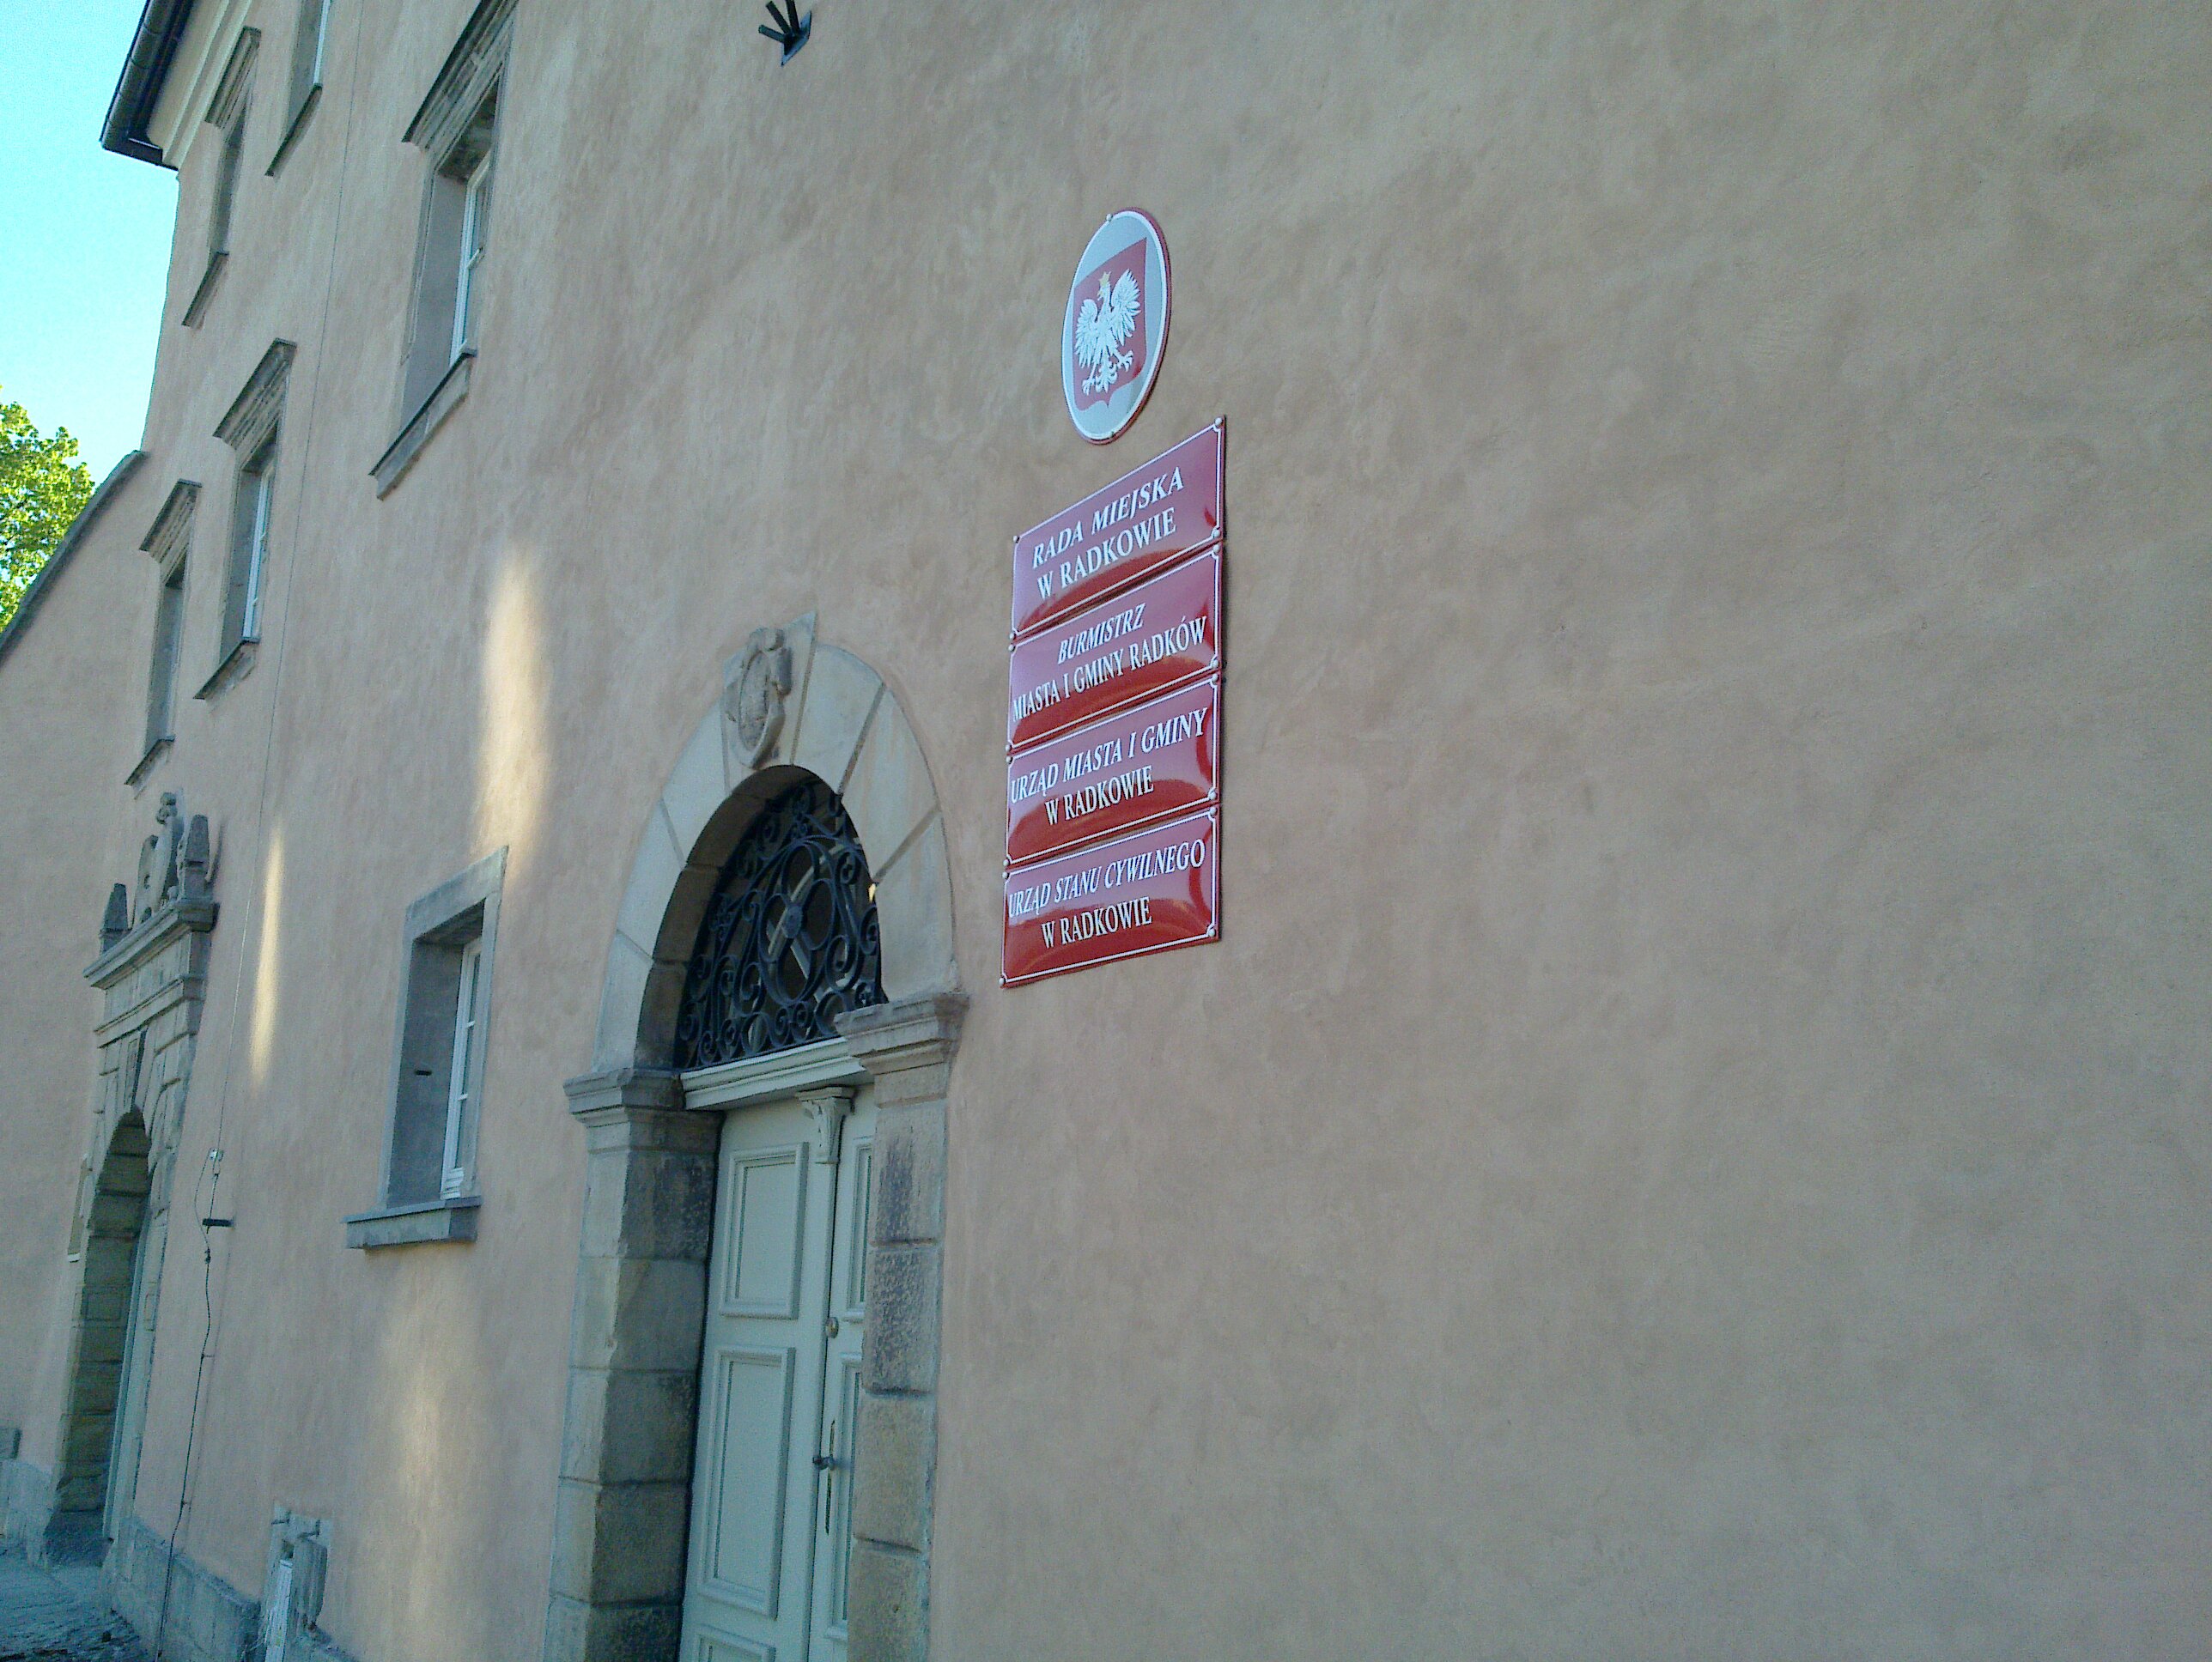 RADA MIEJSKA
W RADKOWIE
BURMISTRZ
MIASTA I GMINY RADKÓW
URZĄD MIASTA I GMINY
W RADKOWIE
URZĄD STANU CYWILNEGO
W RADKOWIE